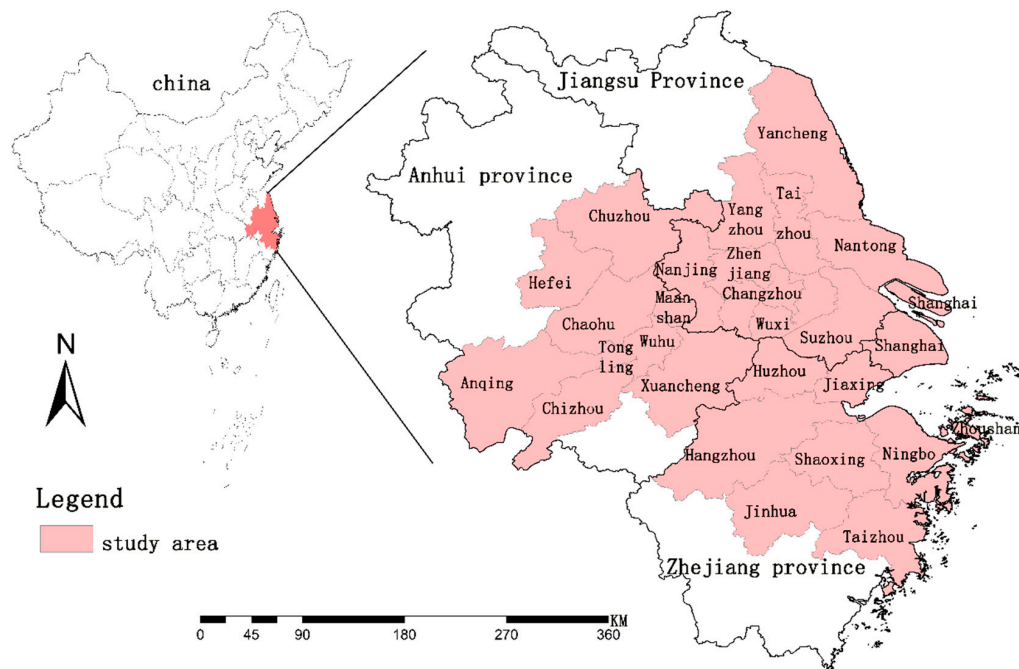 china
Jiangsu Province
Yancheng
Anhui province
Tai
zhou
Chuzhou
Yang
zhou
Nantong
Zhen
jiang
Nanjing
Hefei
Changzhou
Shanghai
Maan
shan
Chaohu
Wuxi
Suzhou
Wuhu
Shanghai
Tong
ling
Anqing
Xuancheng
Huzhou
Jiaxing
Chizhou
Zhoushan
Hangzhou
Shaoxing
Ningbo
Jinhua
Taizhou
Zhejiang province
N
Legend
study area
KM
0 45 90 180 270 360